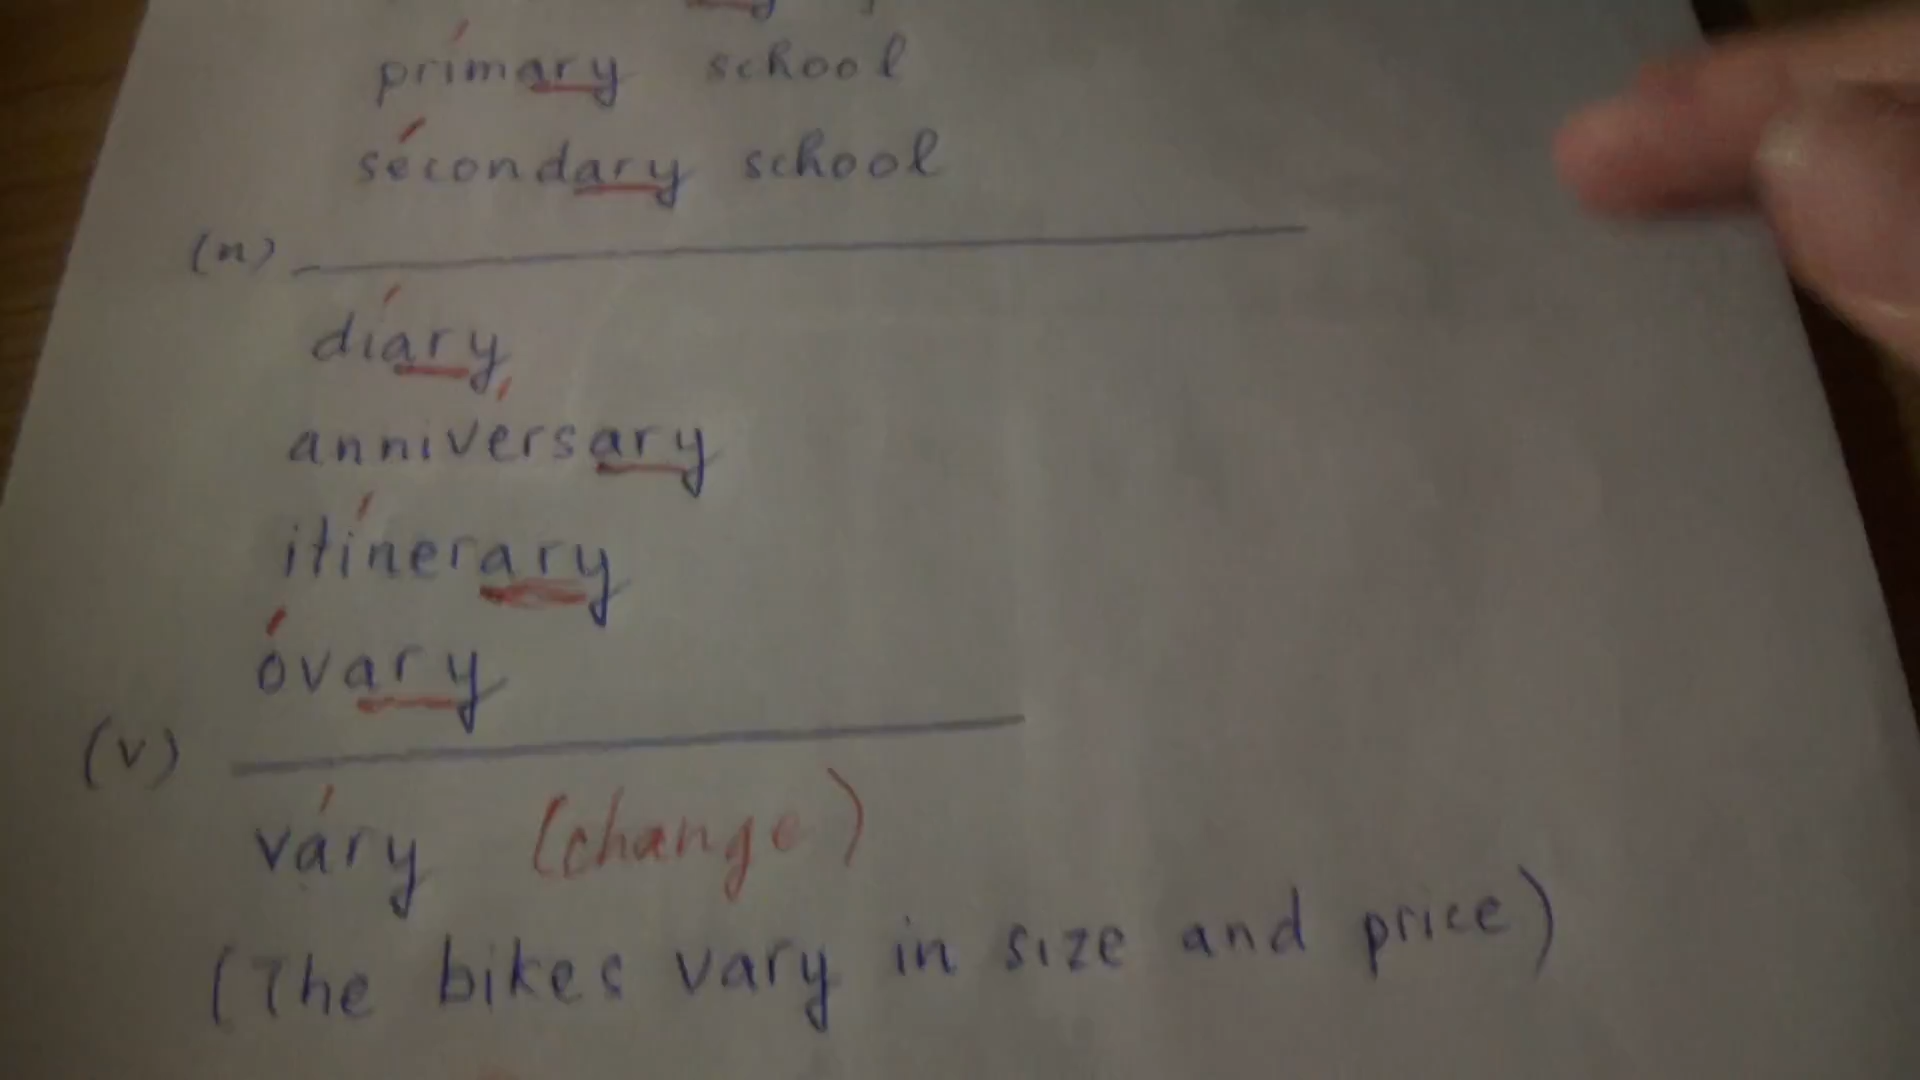 primary school
secondary school
(n)
diary
anniversary
itinerary
ovary
(v)
vary (change)
(The bikes vary in size and price)